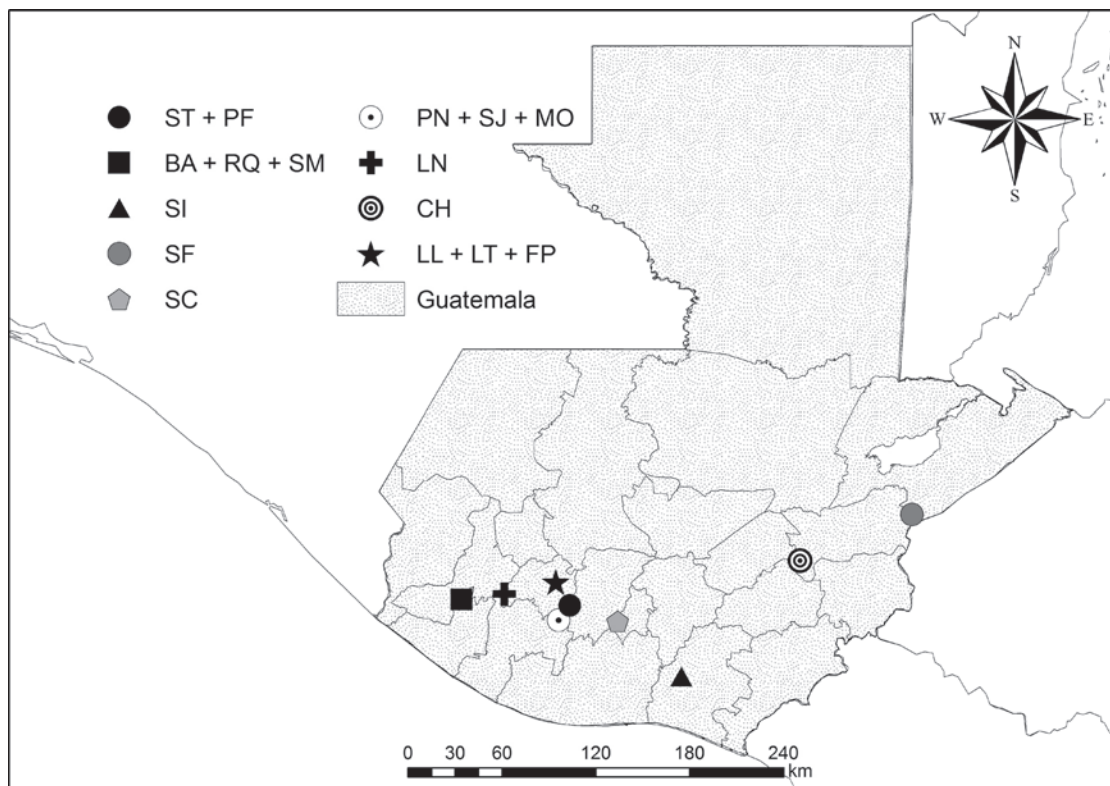 N
W E
S
ST + PF
BA + RQ + SM
SI
SF
SC
PN + SJ + MO
LN
CH
LL + LT + FP
Guatemala
0 30 60 120 180 240
km